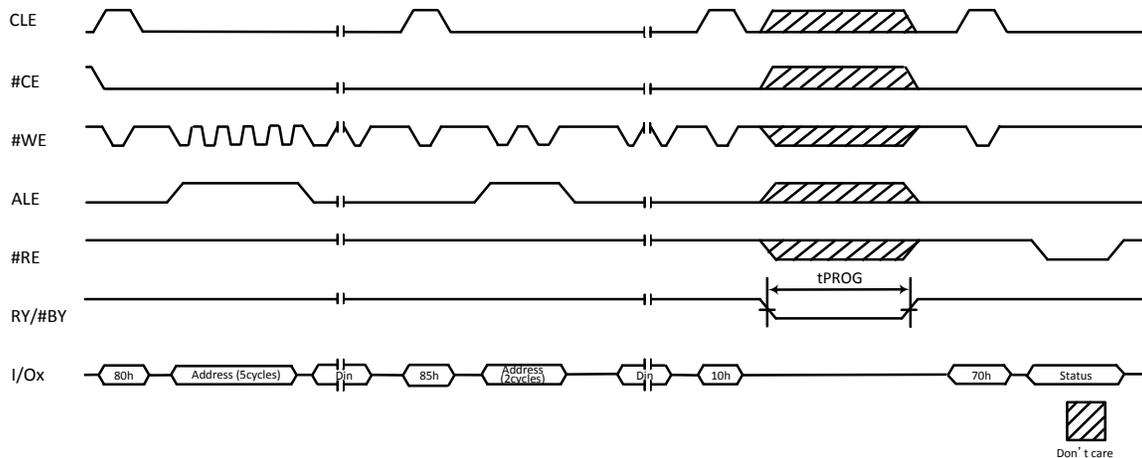 CLE
#CE
#WE
ALE
#RE
tPROG
RY/#BY
I/Ox
80h
Address (5cycles)
Din
85h
Address
(2cycles)
Din
10h
70h
Status
Don't care